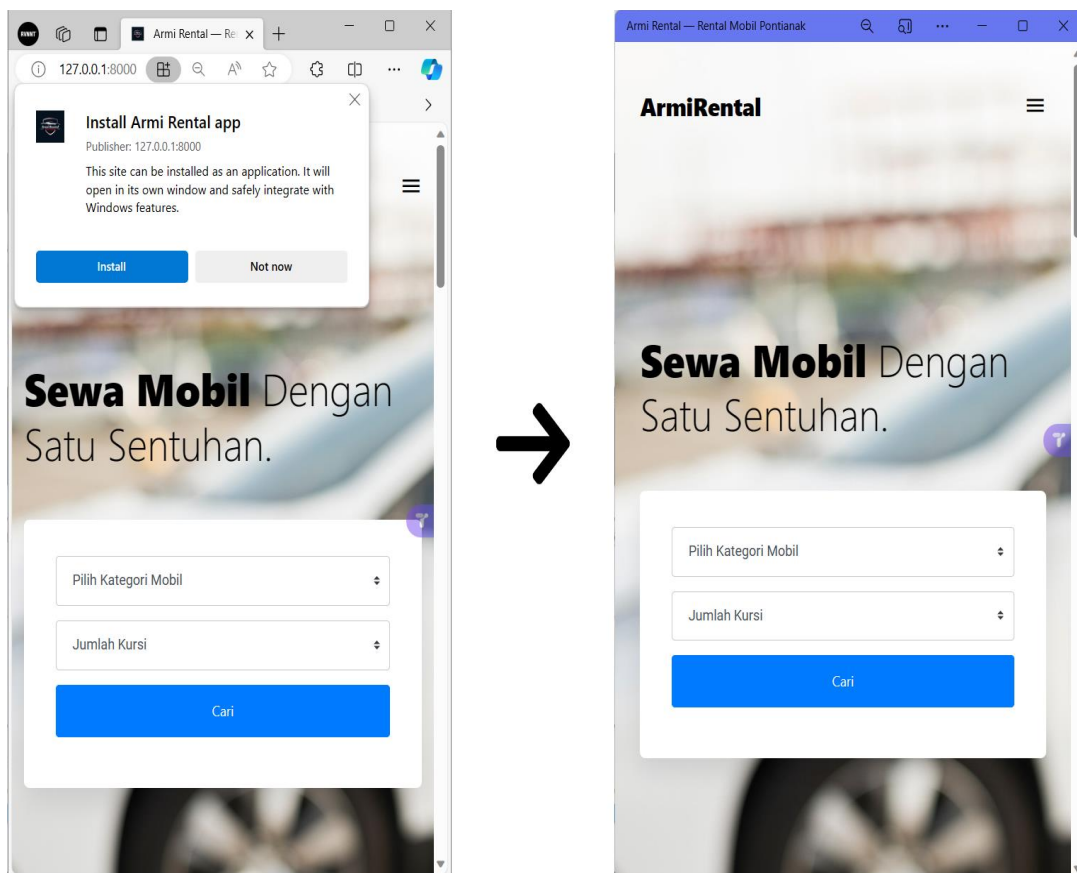 RVNNT
Armi Rental — Re
127.0.0.1:8000
Install Armi Rental app
Publisher: 127.0.0.1:8000
This site can be installed as an application. It will
open in its own window and safely integrate with
Windows features.
Install
Not now
Sewa Mobil Dengan
Satu Sentuhan.
Pilih Kategori Mobil
Jumlah Kursi
Cari
Armi Rental — Rental Mobil Pontianak
ArmiRental
Sewa Mobil Dengan
Satu Sentuhan.
Pilih Kategori Mobil
Jumlah Kursi
Cari